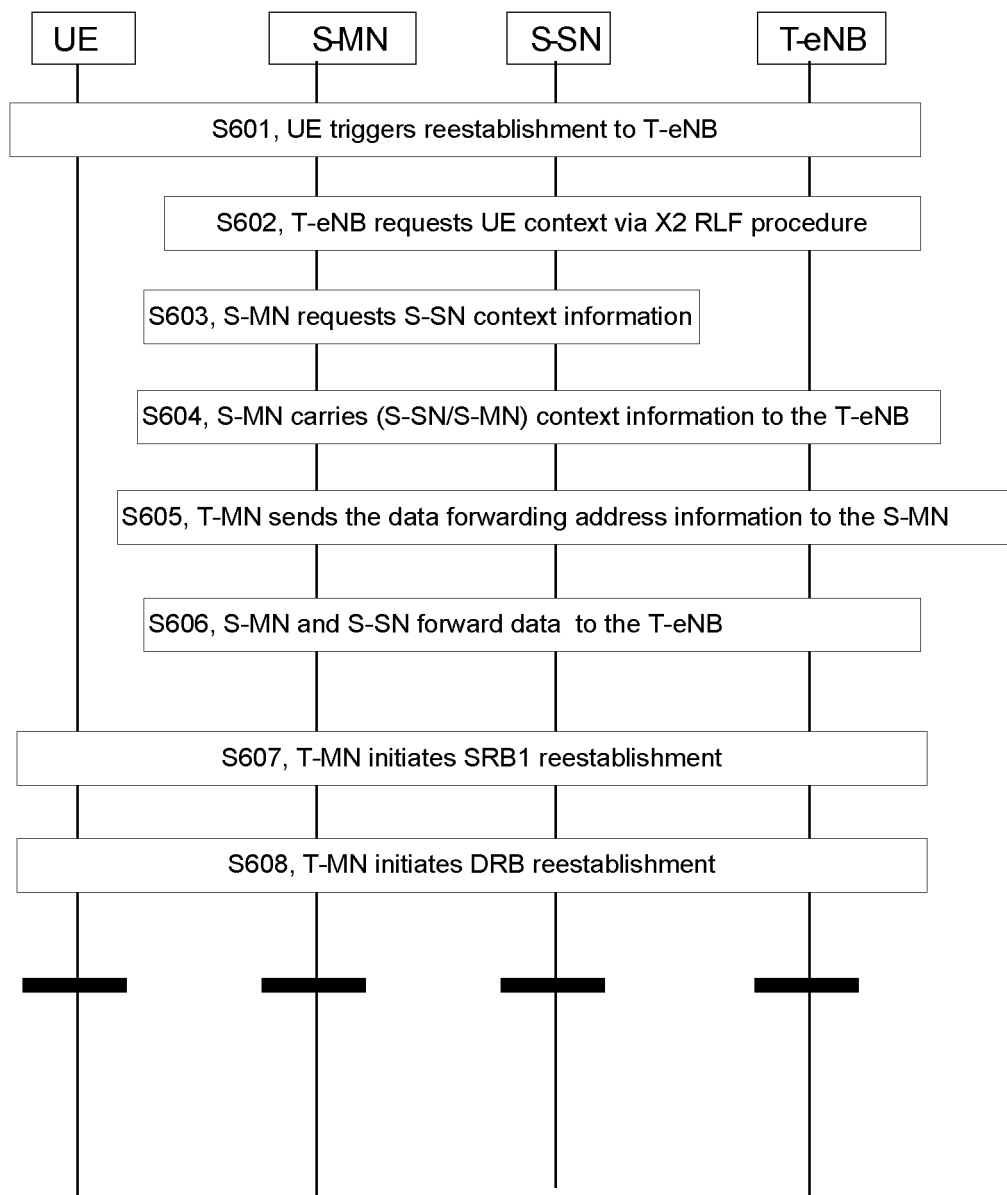 UE
S-MN
S-SN
T-eNB
S601, UE triggers reestablishment to T-eNB
S602, T-eNB requests UE context via X2 RLF procedure
S603, S-MN requests S-SN context information
S604, S-MN carries (S-SN/S-MN) context information to the T-eNB
S605, T-MN sends the data forwarding address information to the S-MN
S606, S-MN and S-SN forward data to the T-eNB
S607, T-MN initiates SRB1 reestablishment
S608, T-MN initiates DRB reestablishment